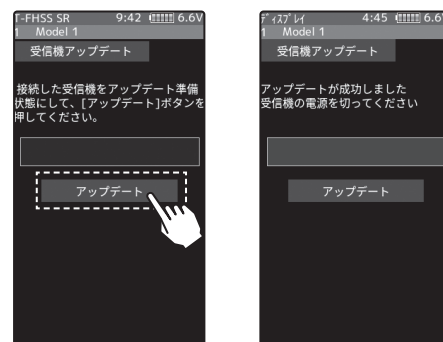 T-FHSS SR 9:42 6.6V
1 Model 1
受信機アップデート
接続した受信機をアップデート準備
状態にして、[アップデート]ボタンを
押してください。
アップデート
ディスプレイ 4:45 6.6V
1 Model 1
受信機アップデート
アップデートが成功しました
受信機の電源を切ってください
アップデート